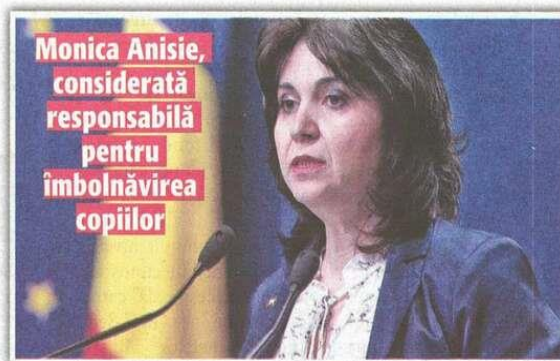 Monica Anisie,
considerată
responsabilă
pentru
îmbolnăvirea
copiilor